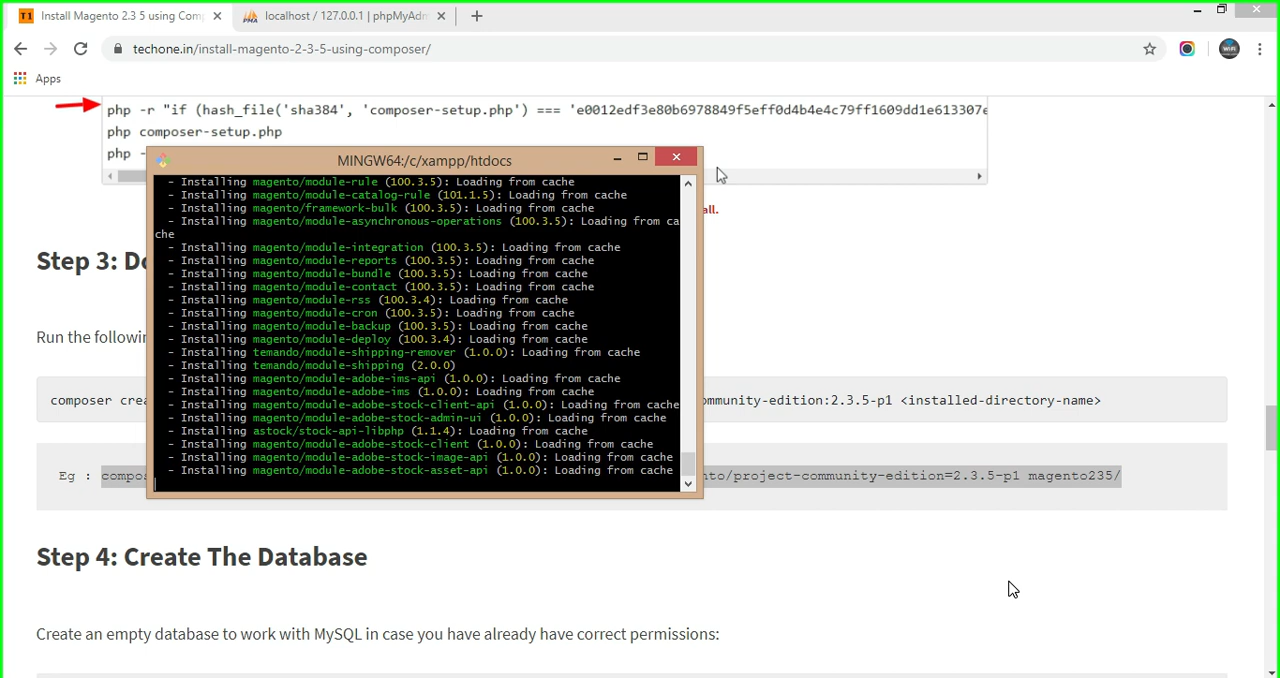 Install Magento 2.3 5 using Com
localhost / 127.0.0.1 | phpMyAdm
techone.in/install-magento-2-3-5-using-composer/
Apps
php -r "if (hash_file('sha384', 'composer-setup.php') === 'e0012edf3e80b6978849f5eff0d4b4e4c79ff1609dd1e613307e
php composer-setup.php
php -
MINGW64:/c/xampp/htdocs
- Installing magento/module-rule (100.3.5): Loading from cache
- Installing magento/module-catalog-rule (101.1.5): Loading from cache
- Installing magento/framework-bulk (100.3.5): Loading from cache
- Installing magento/module-asynchronous-operations (100.3.5): Loading from ca
che
- Installing magento/module-integration (100.3.5): Loading from cache
- Installing magento/module-reports (100.3.5): Loading from cache
- Installing magento/module-bundle (100.3.5): Loading from cache
- Installing magento/module-contact (100.3.5): Loading from cache
- Installing magento/module-rss (100.3.4): Loading from cache
- Installing magento/module-cron (100.3.5): Loading from cache
- Installing magento/module-backup (100.3.5): Loading from cache
- Installing magento/module-deploy (100.3.4): Loading from cache
- Installing temando/module-shipping-remover (1.0.0): Loading from cache
- Installing temando/module-shipping (2.0.0)
- Installing magento/module-adobe-ims-api (1.0.0): Loading from cache
- Installing magento/module-adobe-ims (1.0.0): Loading from cache
- Installing magento/module-adobe-stock-client-api (1.0.0): Loading from cache
- Installing magento/module-adobe-stock-admin-ui (1.0.0): Loading from cache
- Installing astock/stock-api-libphp (1.1.4): Loading from cache
- Installing magento/module-adobe-stock-client (1.0.0): Loading from cache
- Installing magento/module-adobe-stock-image-api (1.0.0): Loading from cache
- Installing magento/module-adobe-stock-asset-api (1.0.0): Loading from cache
all.
Step 3: Do
Run the followin
composer crea mmunity-edition:2.3.5-p1 <installed-directory-name>
Eg : compos nto/project-community-edition=2.3.5-p1 magento235/
Step 4: Create The Database
Create an empty database to work with MySQL in case you have already have correct permissions: